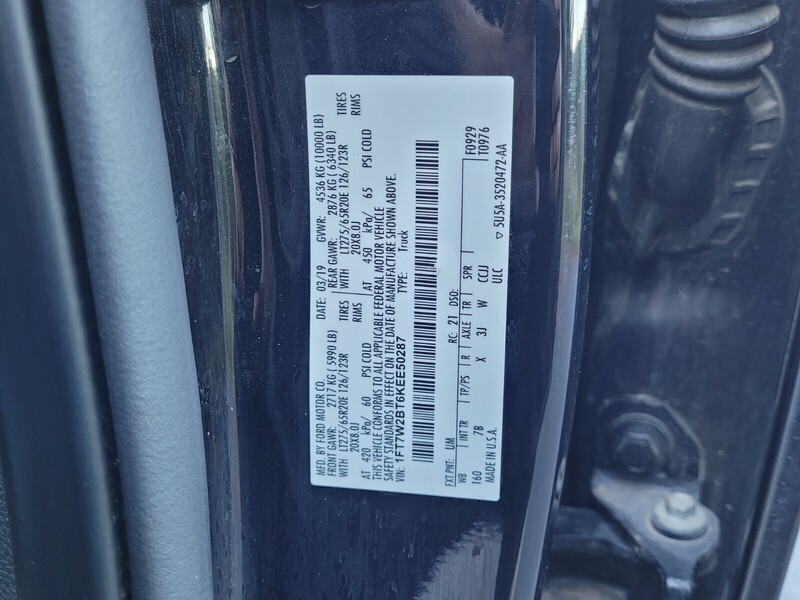 MFD. BY FORD MOTOR CO. DATE: 03/19 GVWR: 4536 KG (10000 LB)
FRONT GAWR: 2717 KG ( 5990 LB) REAR GAWR: 2876 KG ( 6340 LB)
WITH LT275/65R20E 126/123R TIRES WITH LT275/65R20E 126/123R TIRES
20X8.0J RIMS 20X8.0J RIMS
AT 420 kPa/ 60 PSI COLD AT 450 kPa/ 65 PSI COLD
THIS VEHICLE CONFORMS TO ALL APPLICABLE FEDERAL MOTOR VEHICLE
SAFETY STANDARDS IN EFFECT ON THE DATE OF MANUFACTURE SHOWN ABOVE.
VIN: 1FT7W2BT6KEE50287 TYPE: Truck
EXT PNT: UM RC: 21 DSO: F0929
WB INT TR TP/PS R AXLE TR SPR T0976
160 7B X 3J W CCJJ
MADE IN U.S.A. ULC ▽ 5U5A-3520472-AA